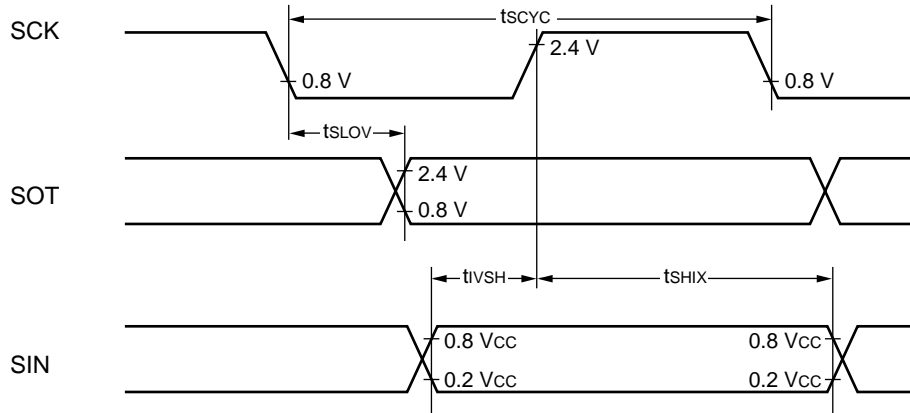 tSCYC
SCK
2.4 V
0.8 V
0.8 V
tSLOV
2.4 V
SOT
0.8 V
tIVSH
tSHIX
0.8 VCC
0.8 VCC
SIN
0.2 VCC
0.2 VCC